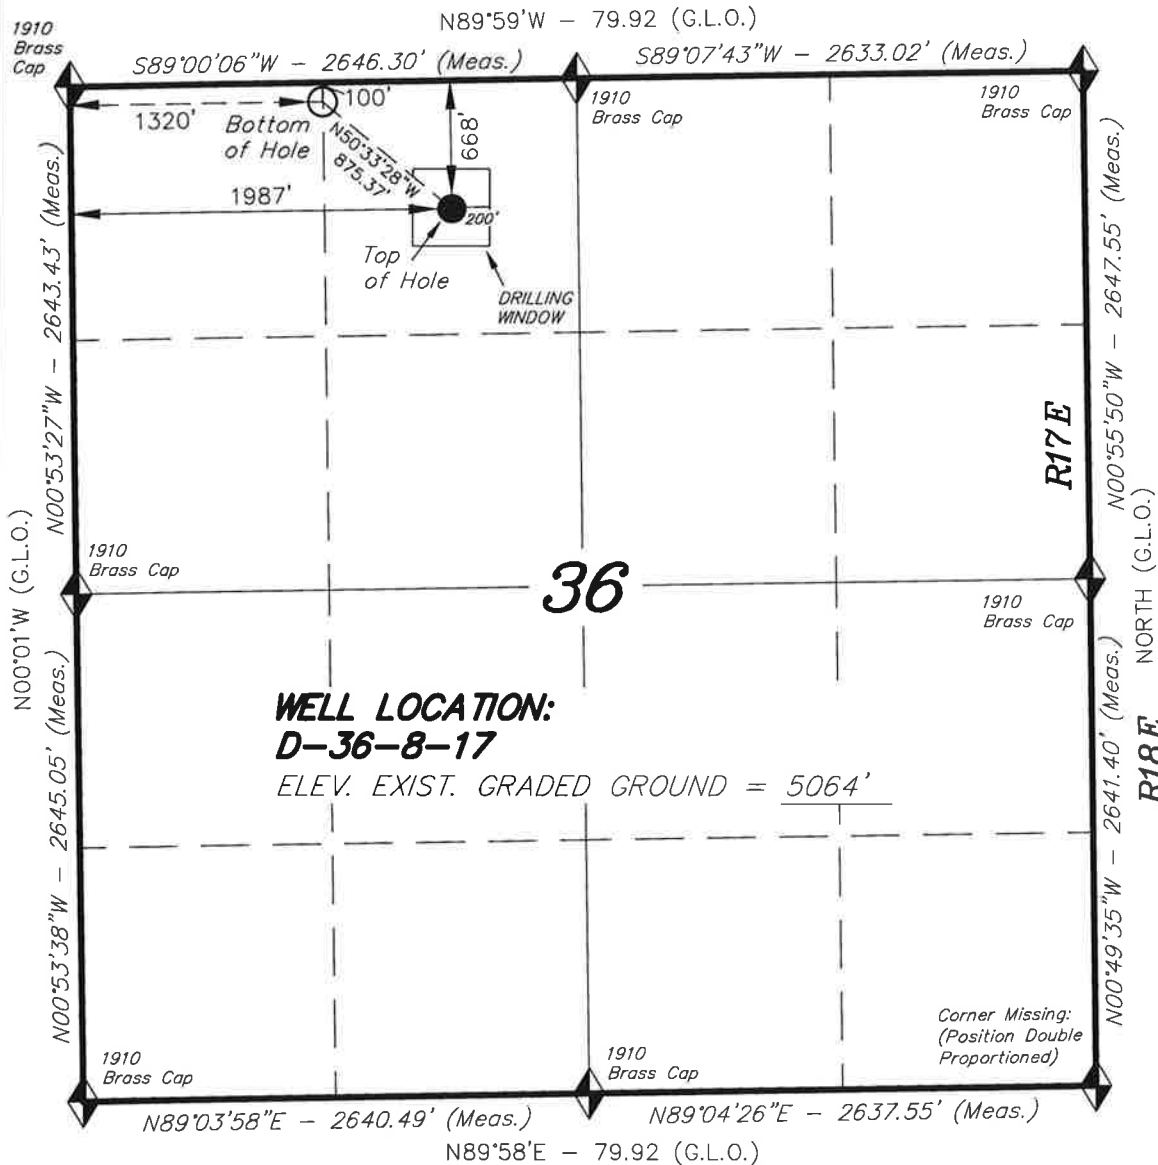 N89°59'W - 79.92 (G.L.O.)
1910
Brass
Cap
S89°00'06"W - 2646.30' (Meas.)
S89°07'43"W - 2633.02' (Meas.)
1910
Brass Cap
1910
Brass Cap
100'
1320'
Bottom
of Hole
N50°33'28"W
875.37'
668'
1987'
200'
Top
of Hole
DRILLING
WINDOW
N00°53'27"W - 2643.43' (Meas.)
N00°55'50"W - 2647.55' (Meas.)
R17E
N00°01'W (G.L.O.)
NORTH (G.L.O.)
1910
Brass Cap
36
1910
Brass Cap
WELL LOCATION:
D-36-8-17
ELEV. EXIST. GRADED GROUND = 5064'
R18E
N00°53'38"W - 2645.05' (Meas.)
N00°49'35"W - 2641.40' (Meas.)
Corner Missing:
(Position Double
Proportioned)
1910
Brass Cap
1910
Brass Cap
N89°03'58"E - 2640.49' (Meas.)
N89°04'26"E - 2637.55' (Meas.)
N89°58'E - 79.92 (G.L.O.)